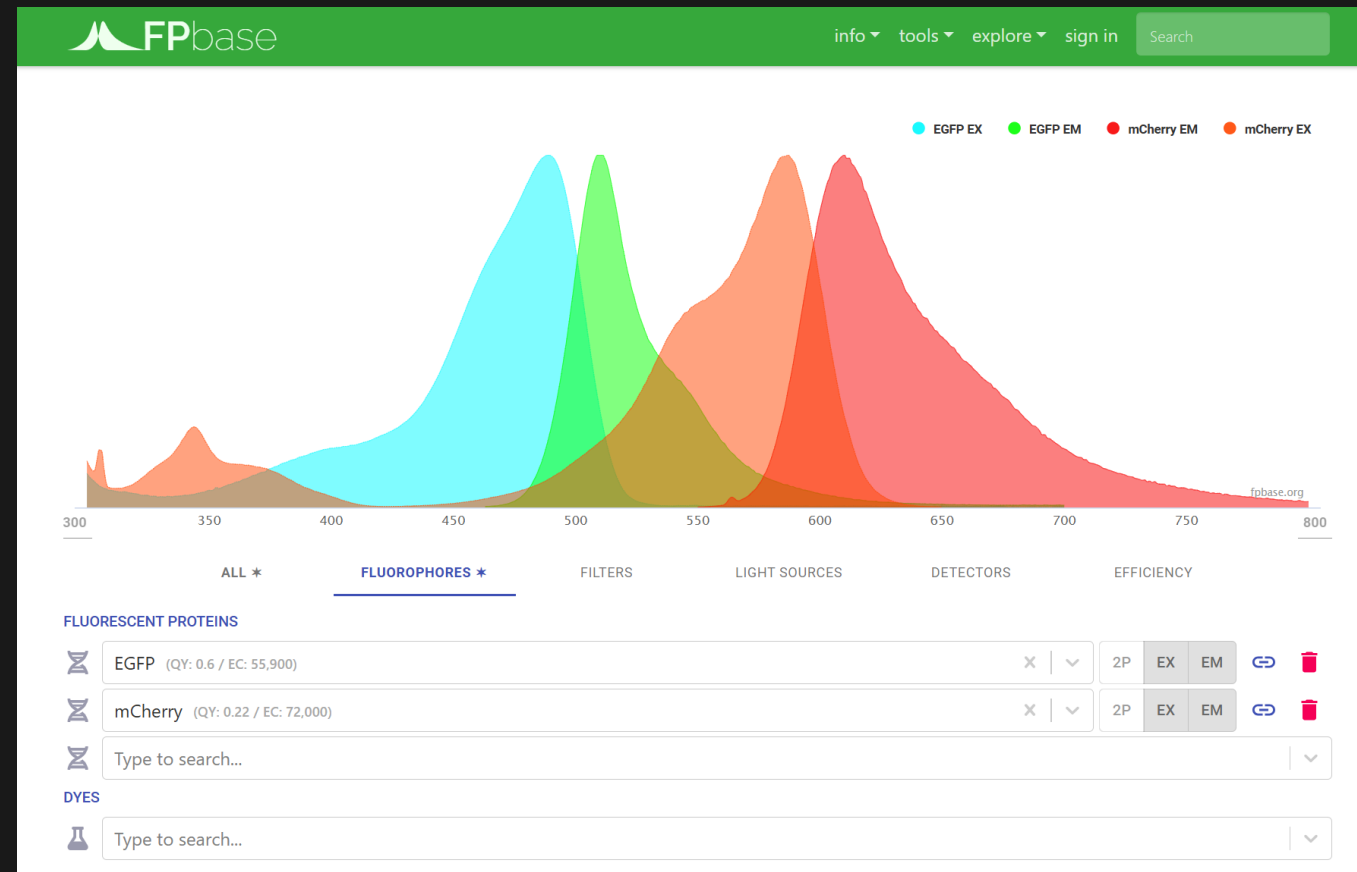 FPbase info tools explore sign in Search
EGFP EX EGFP EM mCherry EM mCherry EX
fpbase.org
300 350 400 450 500 550 600 650 700 750 800
ALL ✶ FLUOROPHORES ✶ FILTERS LIGHT SOURCES DETECTORS EFFICIENCY
FLUORESCENT PROTEINS
EGFP (QY: 0.6 / EC: 55,900) 2P EX EM
mCherry (QY: 0.22 / EC: 72,000) 2P EX EM
Type to search...
DYES
Type to search...